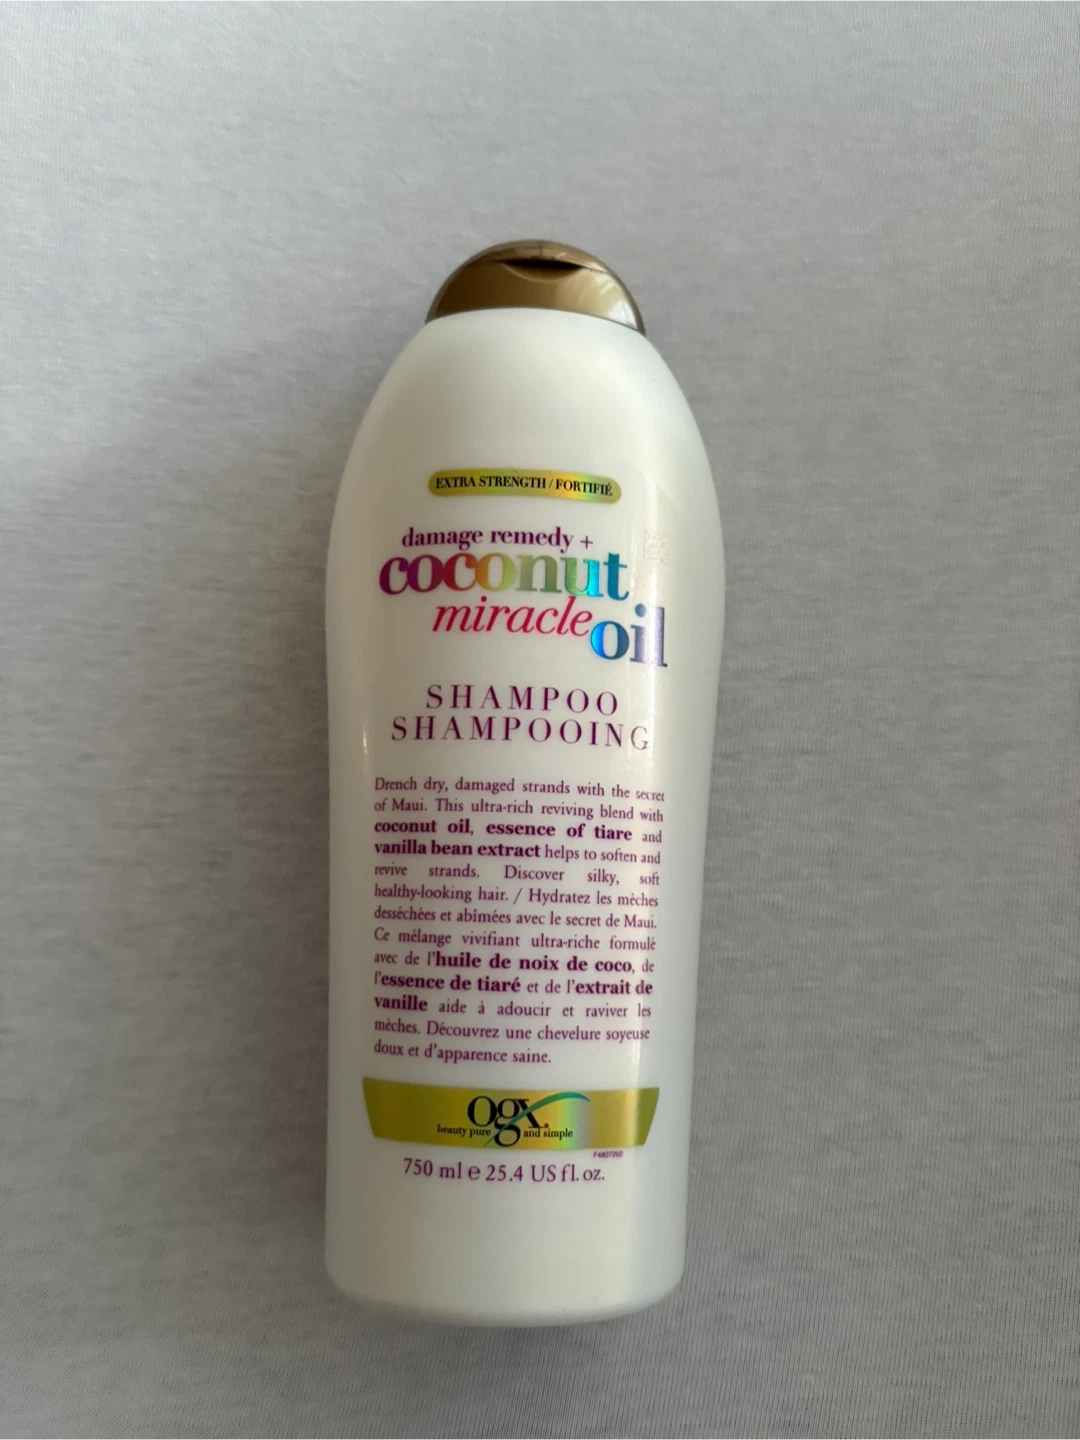 EXTRA STRENGTH / FORTIFIÉ
damage remedy +
coconut
miracle oil
SHAMPOO
SHAMPOOING
Drench dry, damaged strands with the secret
of Maui. This ultra-rich reviving blend with
coconut oil, essence of tiare and
vanilla bean extract helps to soften and
revive strands. Discover silky, soft
healthy-looking hair. / Hydratez les mèches
desséchées et abîmées avec le secret de Maui.
Ce mélange vivifiant ultra-riche formulé
avec de l'huile de noix de coco, de
l'essence de tiaré et de l'extrait de
vanille aide à adoucir et raviver les
mèches. Découvrez une chevelure soyeuse
doux et d'apparence saine.
Ogx.
beauty pure and simple
750 ml e 25.4 US fl. oz.